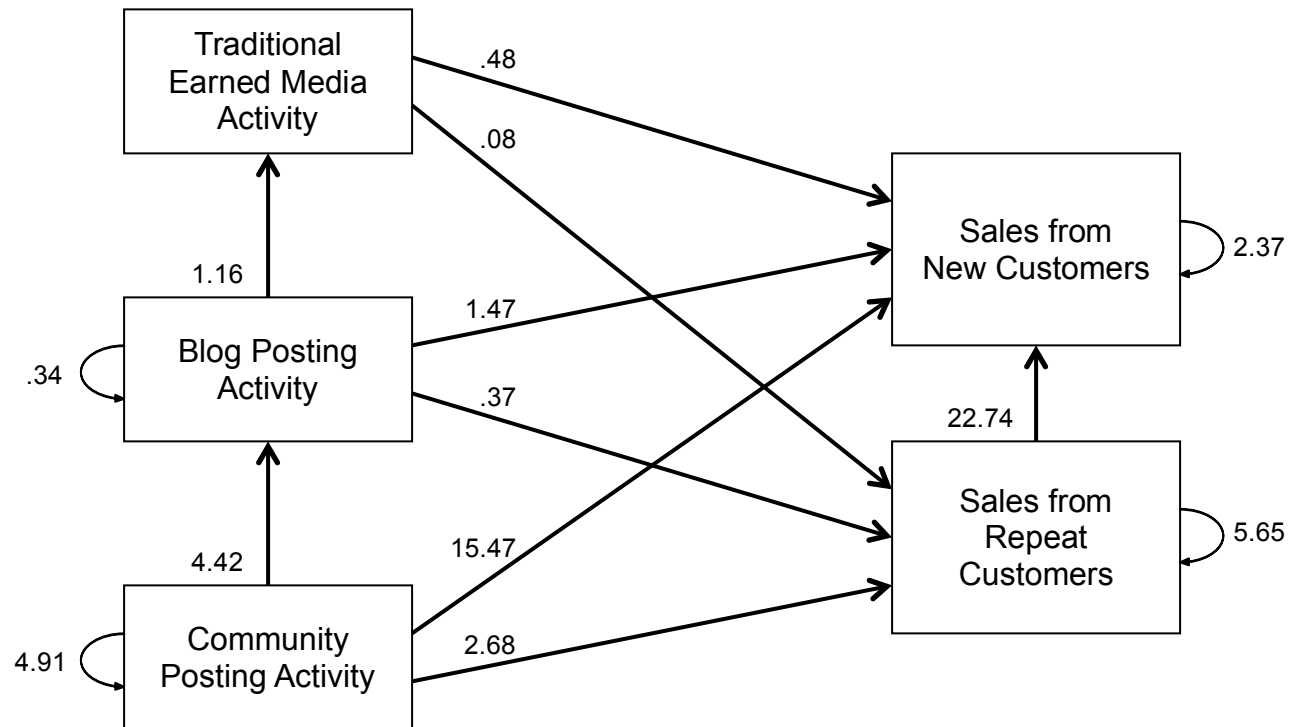 Traditional
Earned Media
Activity
.48
.08
Sales from
New Customers
2.37
1.16
1.47
Blog Posting
Activity
.34
.37
22.74
Sales from
Repeat
Customers
5.65
15.47
4.42
2.68
Community
Posting Activity
4.91